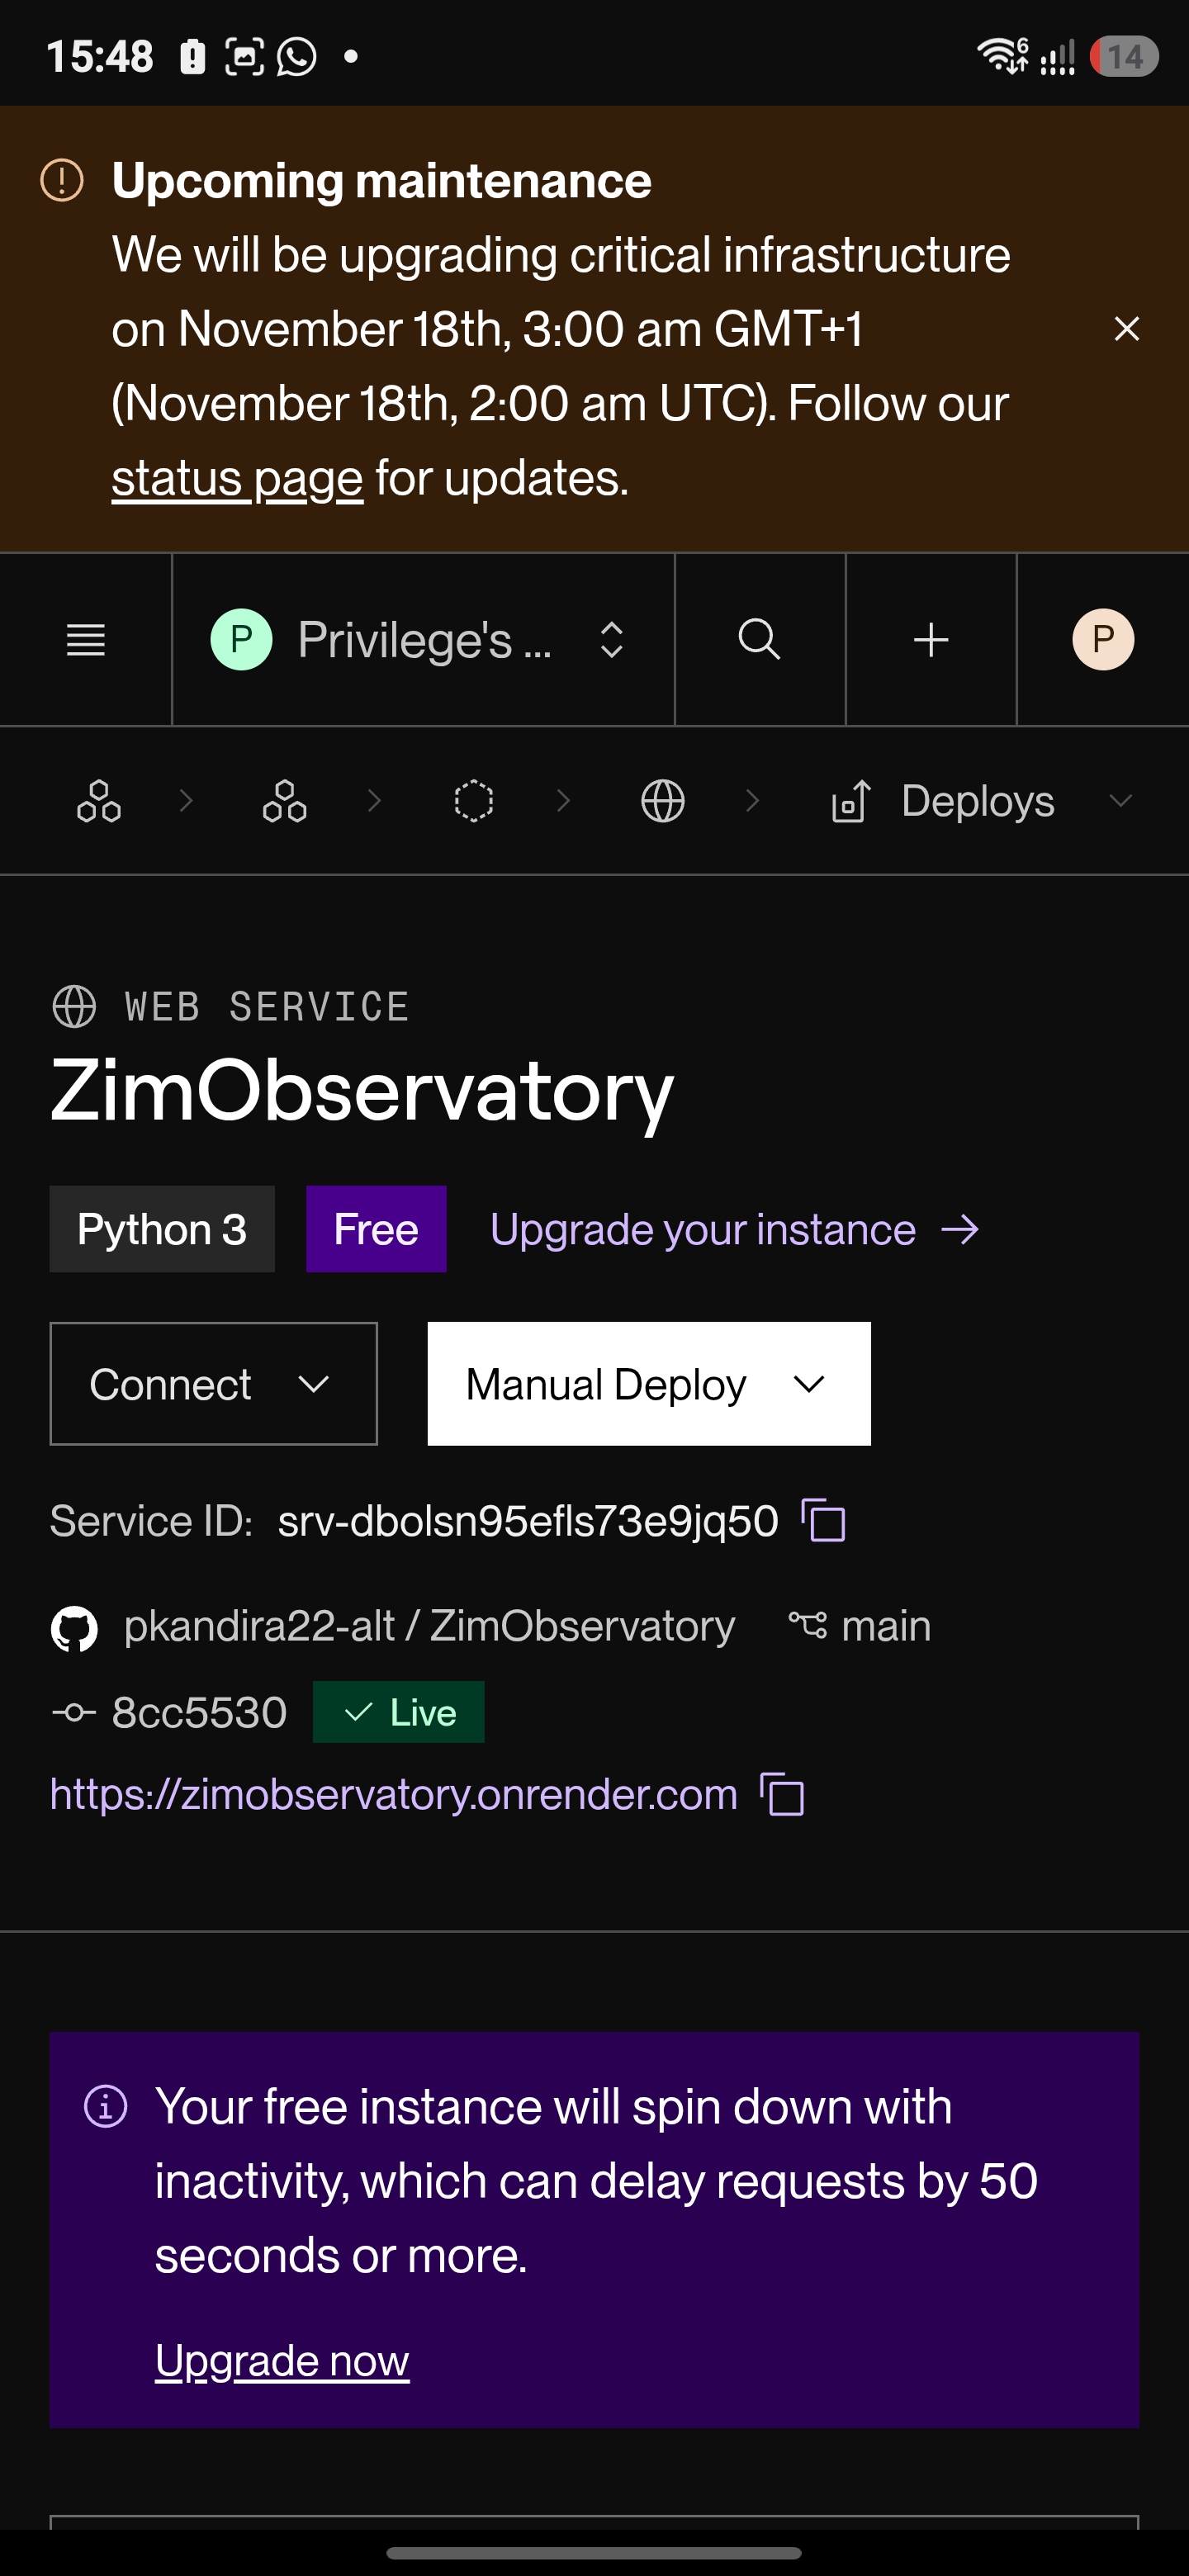 15:48
6
14
Upcoming maintenance
We will be upgrading critical infrastructure
on November 18th, 3:00 am GMT+1
(November 18th, 2:00 am UTC). Follow our
status page for updates.
P Privilege's ...
P
Deploys
WEB SERVICE
ZimObservatory
Python 3
Free
Upgrade your instance
Connect
Manual Deploy
Service ID: srv-dbolsn95efls73e9jq50
pkandira22-alt / ZimObservatory
main
8cc5530
Live
https://zimobservatory.onrender.com
Your free instance will spin down with
inactivity, which can delay requests by 50
seconds or more.
Upgrade now